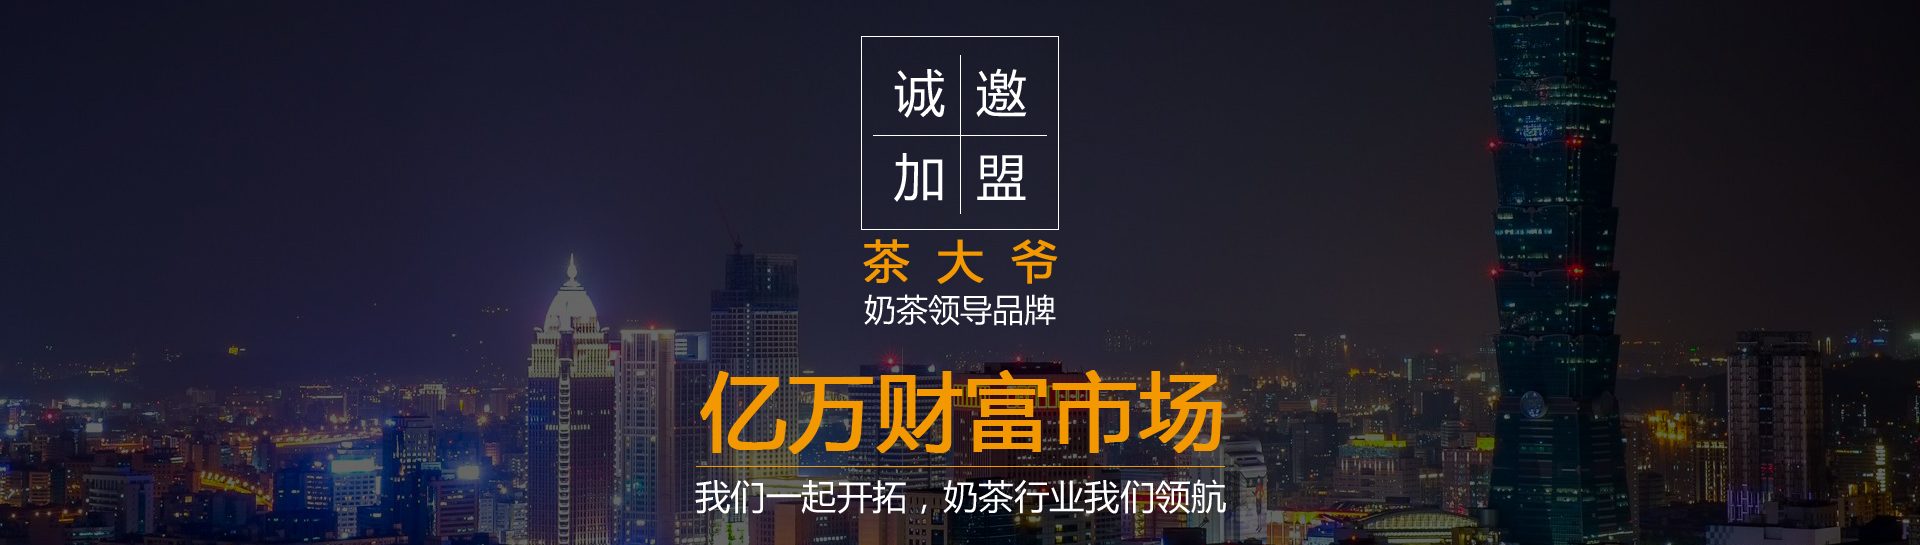 诚邀
加盟
茶大爷
奶茶领导品牌
亿万财富市场
我们一起开拓，奶茶行业我们领航